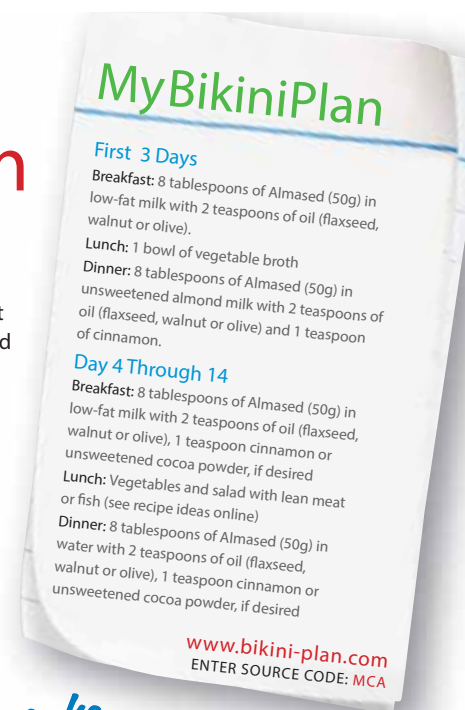 MyBikiniPlan
First 3 Days
Breakfast: 8 tablespoons of Almased (50g) in
low-fat milk with 2 teaspoons of oil (flaxseed,
walnut or olive).
Lunch: 1 bowl of vegetable broth
Dinner: 8 tablespoons of Almased (50g) in
unsweetened almond milk with 2 teaspoons of
oil (flaxseed, walnut or olive) and 1 teaspoon
of cinnamon.
Day 4 Through 14
Breakfast: 8 tablespoons of Almased (50g) in
low-fat milk with 2 teaspoons of oil (flaxseed,
walnut or olive), 1 teaspoon cinnamon or
unsweetened cocoa powder, if desired
Lunch: Vegetables and salad with lean meat
or fish (see recipe ideas online)
Dinner: 8 tablespoons of Almased (50g) in
water with 2 teaspoons of oil (flaxseed,
walnut or olive), 1 teaspoon cinnamon or
unsweetened cocoa powder, if desired
www.bikini-plan.com
ENTER SOURCE CODE: MCA